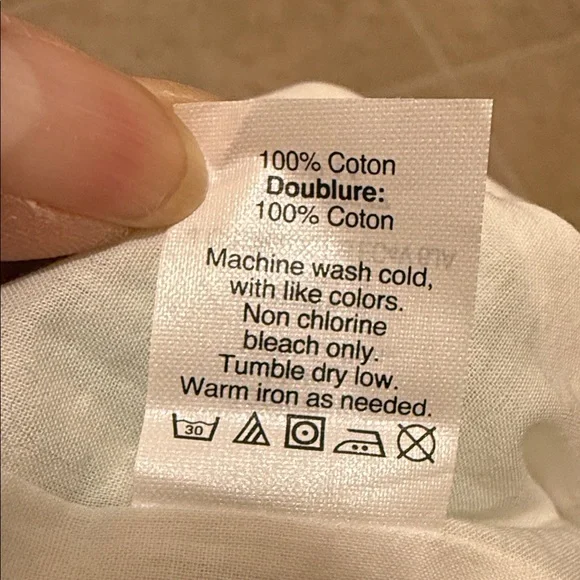 100% Coton
Doublure:
100% Coton
Machine wash cold,
with like colors.
Non chlorine
bleach only.
Tumble dry low.
Warm iron as needed.
30